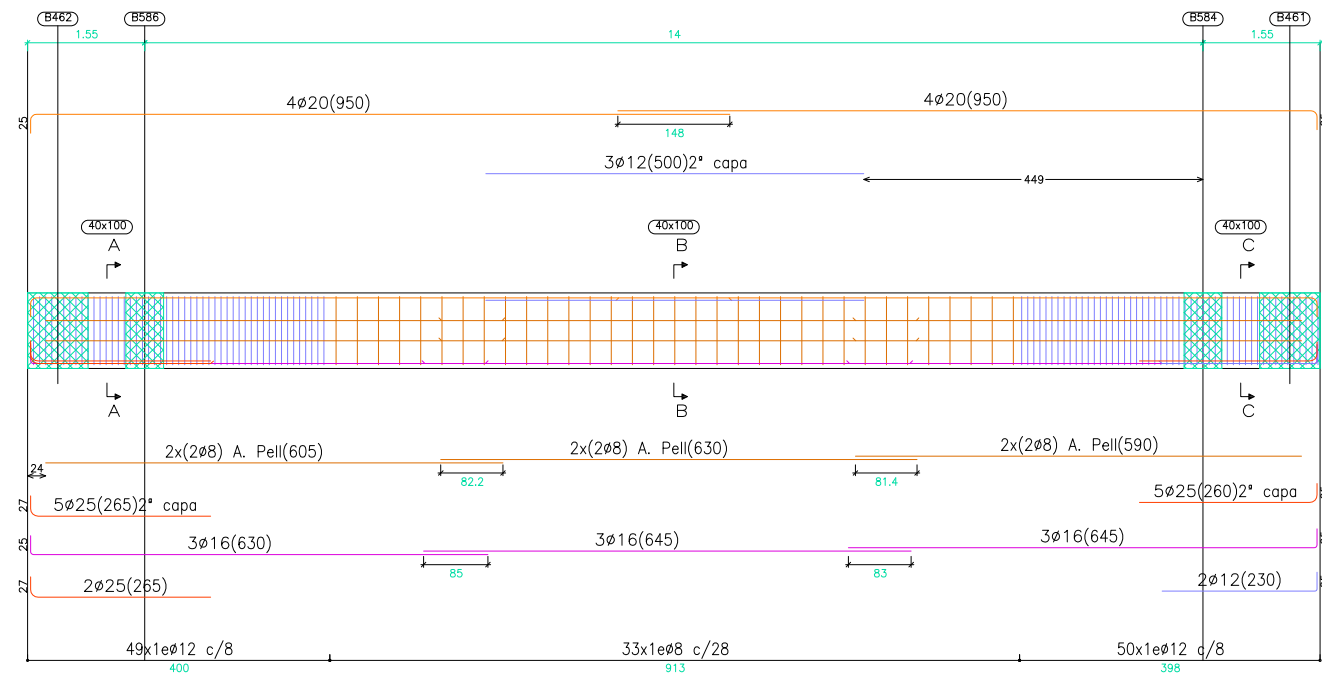 B462 B586 B584 B461
1.55 14 1.55
4ø20(950) 4ø20(950)
25
148
3ø12(500)2ª capa
449
40x100 40x100 40x100
A B C
A B C
2x(2ø8) A. Pell(605) 2x(2ø8) A. Pell(630) 2x(2ø8) A. Pell(590)
24
82.2 81.4
27 5ø25(265)2ª capa 5ø25(260)2ª capa
25 3ø16(630) 3ø16(645) 3ø16(645)
85 83
27 2ø25(265) 2ø12(230)
49x1eø12 c/8 33x1eø8 c/28 50x1eø12 c/8
400 913 398